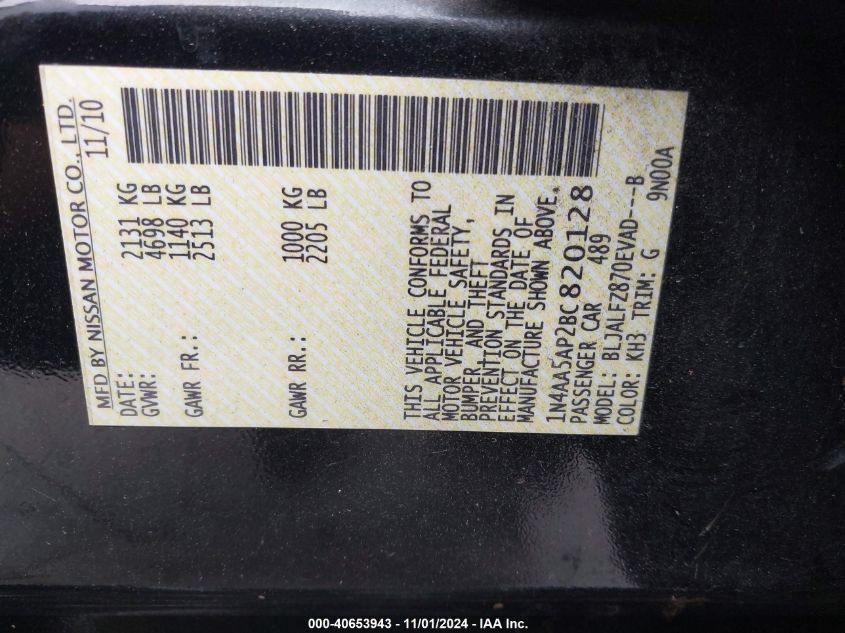 MFD BY NISSAN MOTOR CO., LTD.
DATE: 11/10
GVWR: 2131 KG
4698 LB
GAWR FR.: 1140 KG
2513 LB
GAWR RR.: 1000 KG
2205 LB
THIS VEHICLE CONFORMS TO
ALL APPLICABLE FEDERAL
MOTOR VEHICLE SAFETY,
BUMPER, AND THEFT
PREVENTION STANDARDS IN
EFFECT ON THE DATE OF
MANUFACTURE SHOWN ABOVE.
1N4AA5AP2BC820128
PASSENGER CAR 489
MODEL: BLJALFZ870EVAD---B
COLOR: KH3 TRIM: G 9N00A
000-40653943 - 11/01/2024 - IAA Inc.